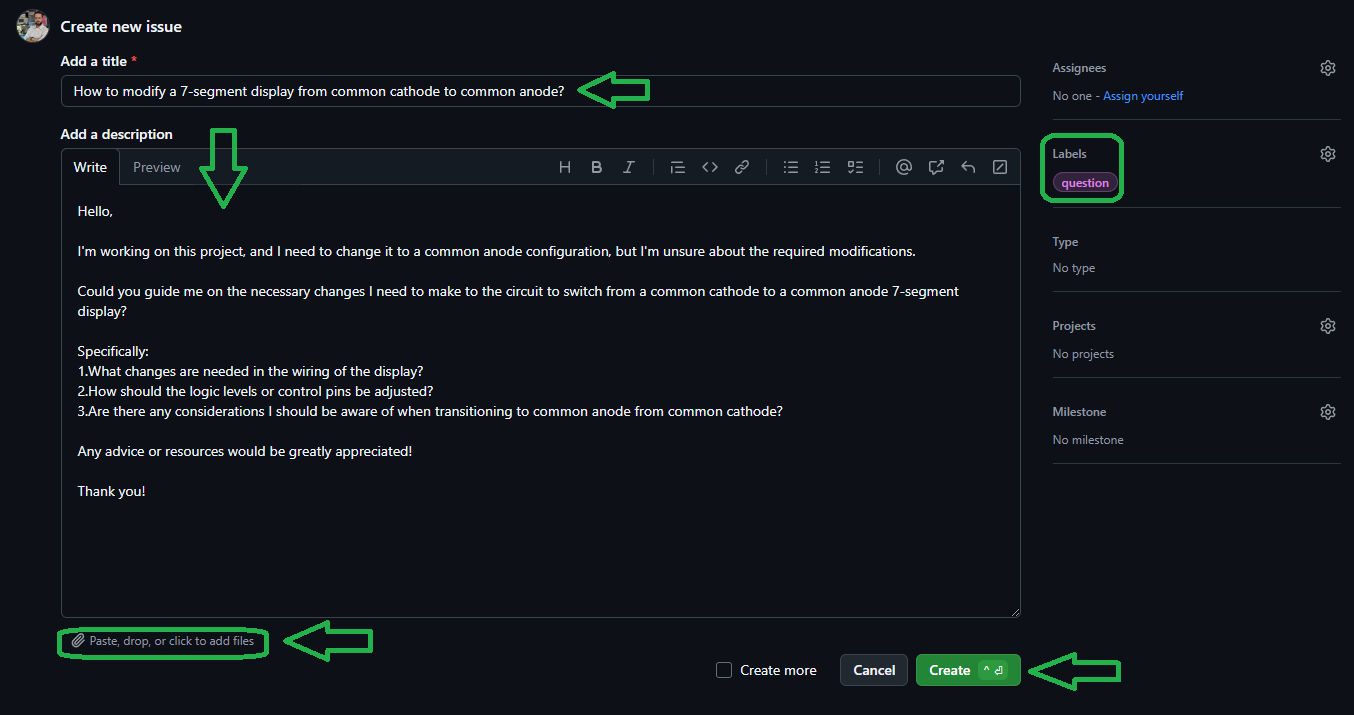 Create new issue
Add a title *
How to modify a 7-segment display from common cathode to common anode?
Add a description
Write
Preview
Hello,
I'm working on this project, and I need to change it to a common anode configuration, but I'm unsure about the required modifications.
Could you guide me on the necessary changes I need to make to the circuit to switch from a common cathode to a common anode 7-segment
display?
Specifically:
1.What changes are needed in the wiring of the display?
2.How should the logic levels or control pins be adjusted?
3.Are there any considerations I should be aware of when transitioning to common anode from common cathode?
Any advice or resources would be greatly appreciated!
Thank you!
Paste, drop, or click to add files
Create more
Cancel
Create
Assignees
No one - Assign yourself
Labels
question
Type
No type
Projects
No projects
Milestone
No milestone